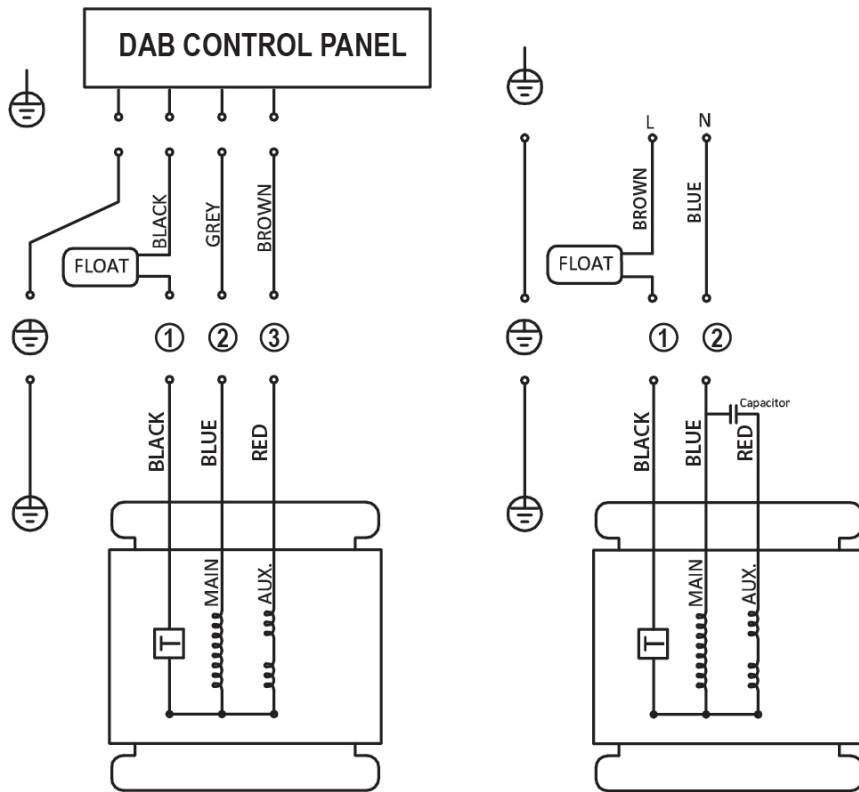 DAB CONTROL PANEL
BLACK
GREY
BROWN
FLOAT
1
2
3
BLACK
BLUE
RED
MAIN
AUX.
T
L
N
BROWN
BLUE
FLOAT
1
2
Capacitor
BLACK
BLUE
RED
MAIN
AUX.
T